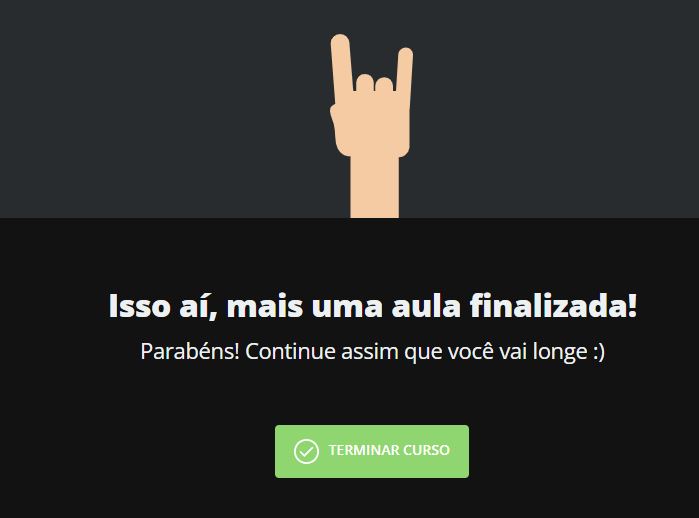 Isso aí, mais uma aula finalizada!
Parabéns! Continue assim que você vai longe :)
TERMINAR CURSO